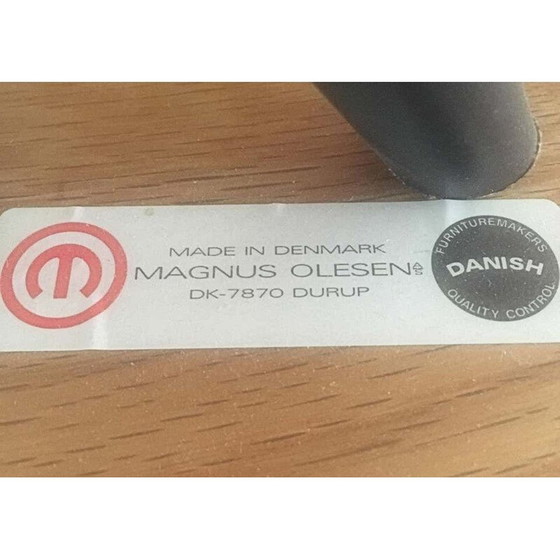 m
MADE IN DENMARK
MAGNUS OLESEN A/S
DK-7870 DURUP
FURNITUREMAKERS
DANISH
QUALITY CONTROL